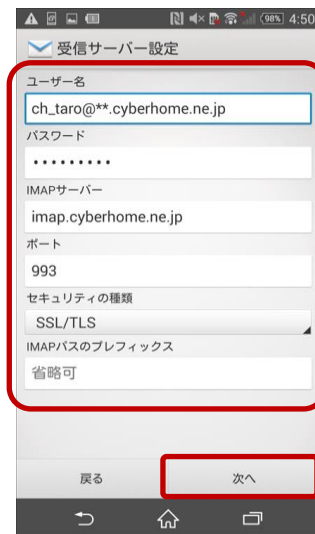 98% 4:50
受信サーバー設定
ユーザー名
ch_taro@**.cyberhome.ne.jp
パスワード
•••••••••
IMAPサーバー
imap.cyberhome.ne.jp
ポート
993
セキュリティの種類
SSL/TLS
IMAPパスのプレフィックス
省略可
戻る 次へ